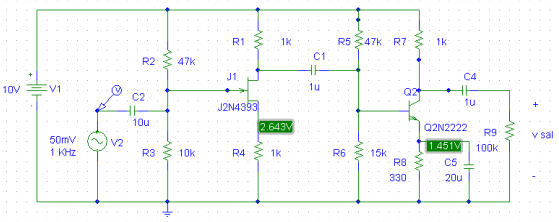 R1 1k
R5 47k
R7 1k
R2 47k
C1
1u
J1
10V V1
V
C2
10u
J2N4393
Q2
C4
1u
+
2.643V
Q2N2222
R9
100k
v sal
50mV
1 KHz
V2
R3 10k
R4 1k
R6 15k
1.451V
R8
330
C5
20u
-